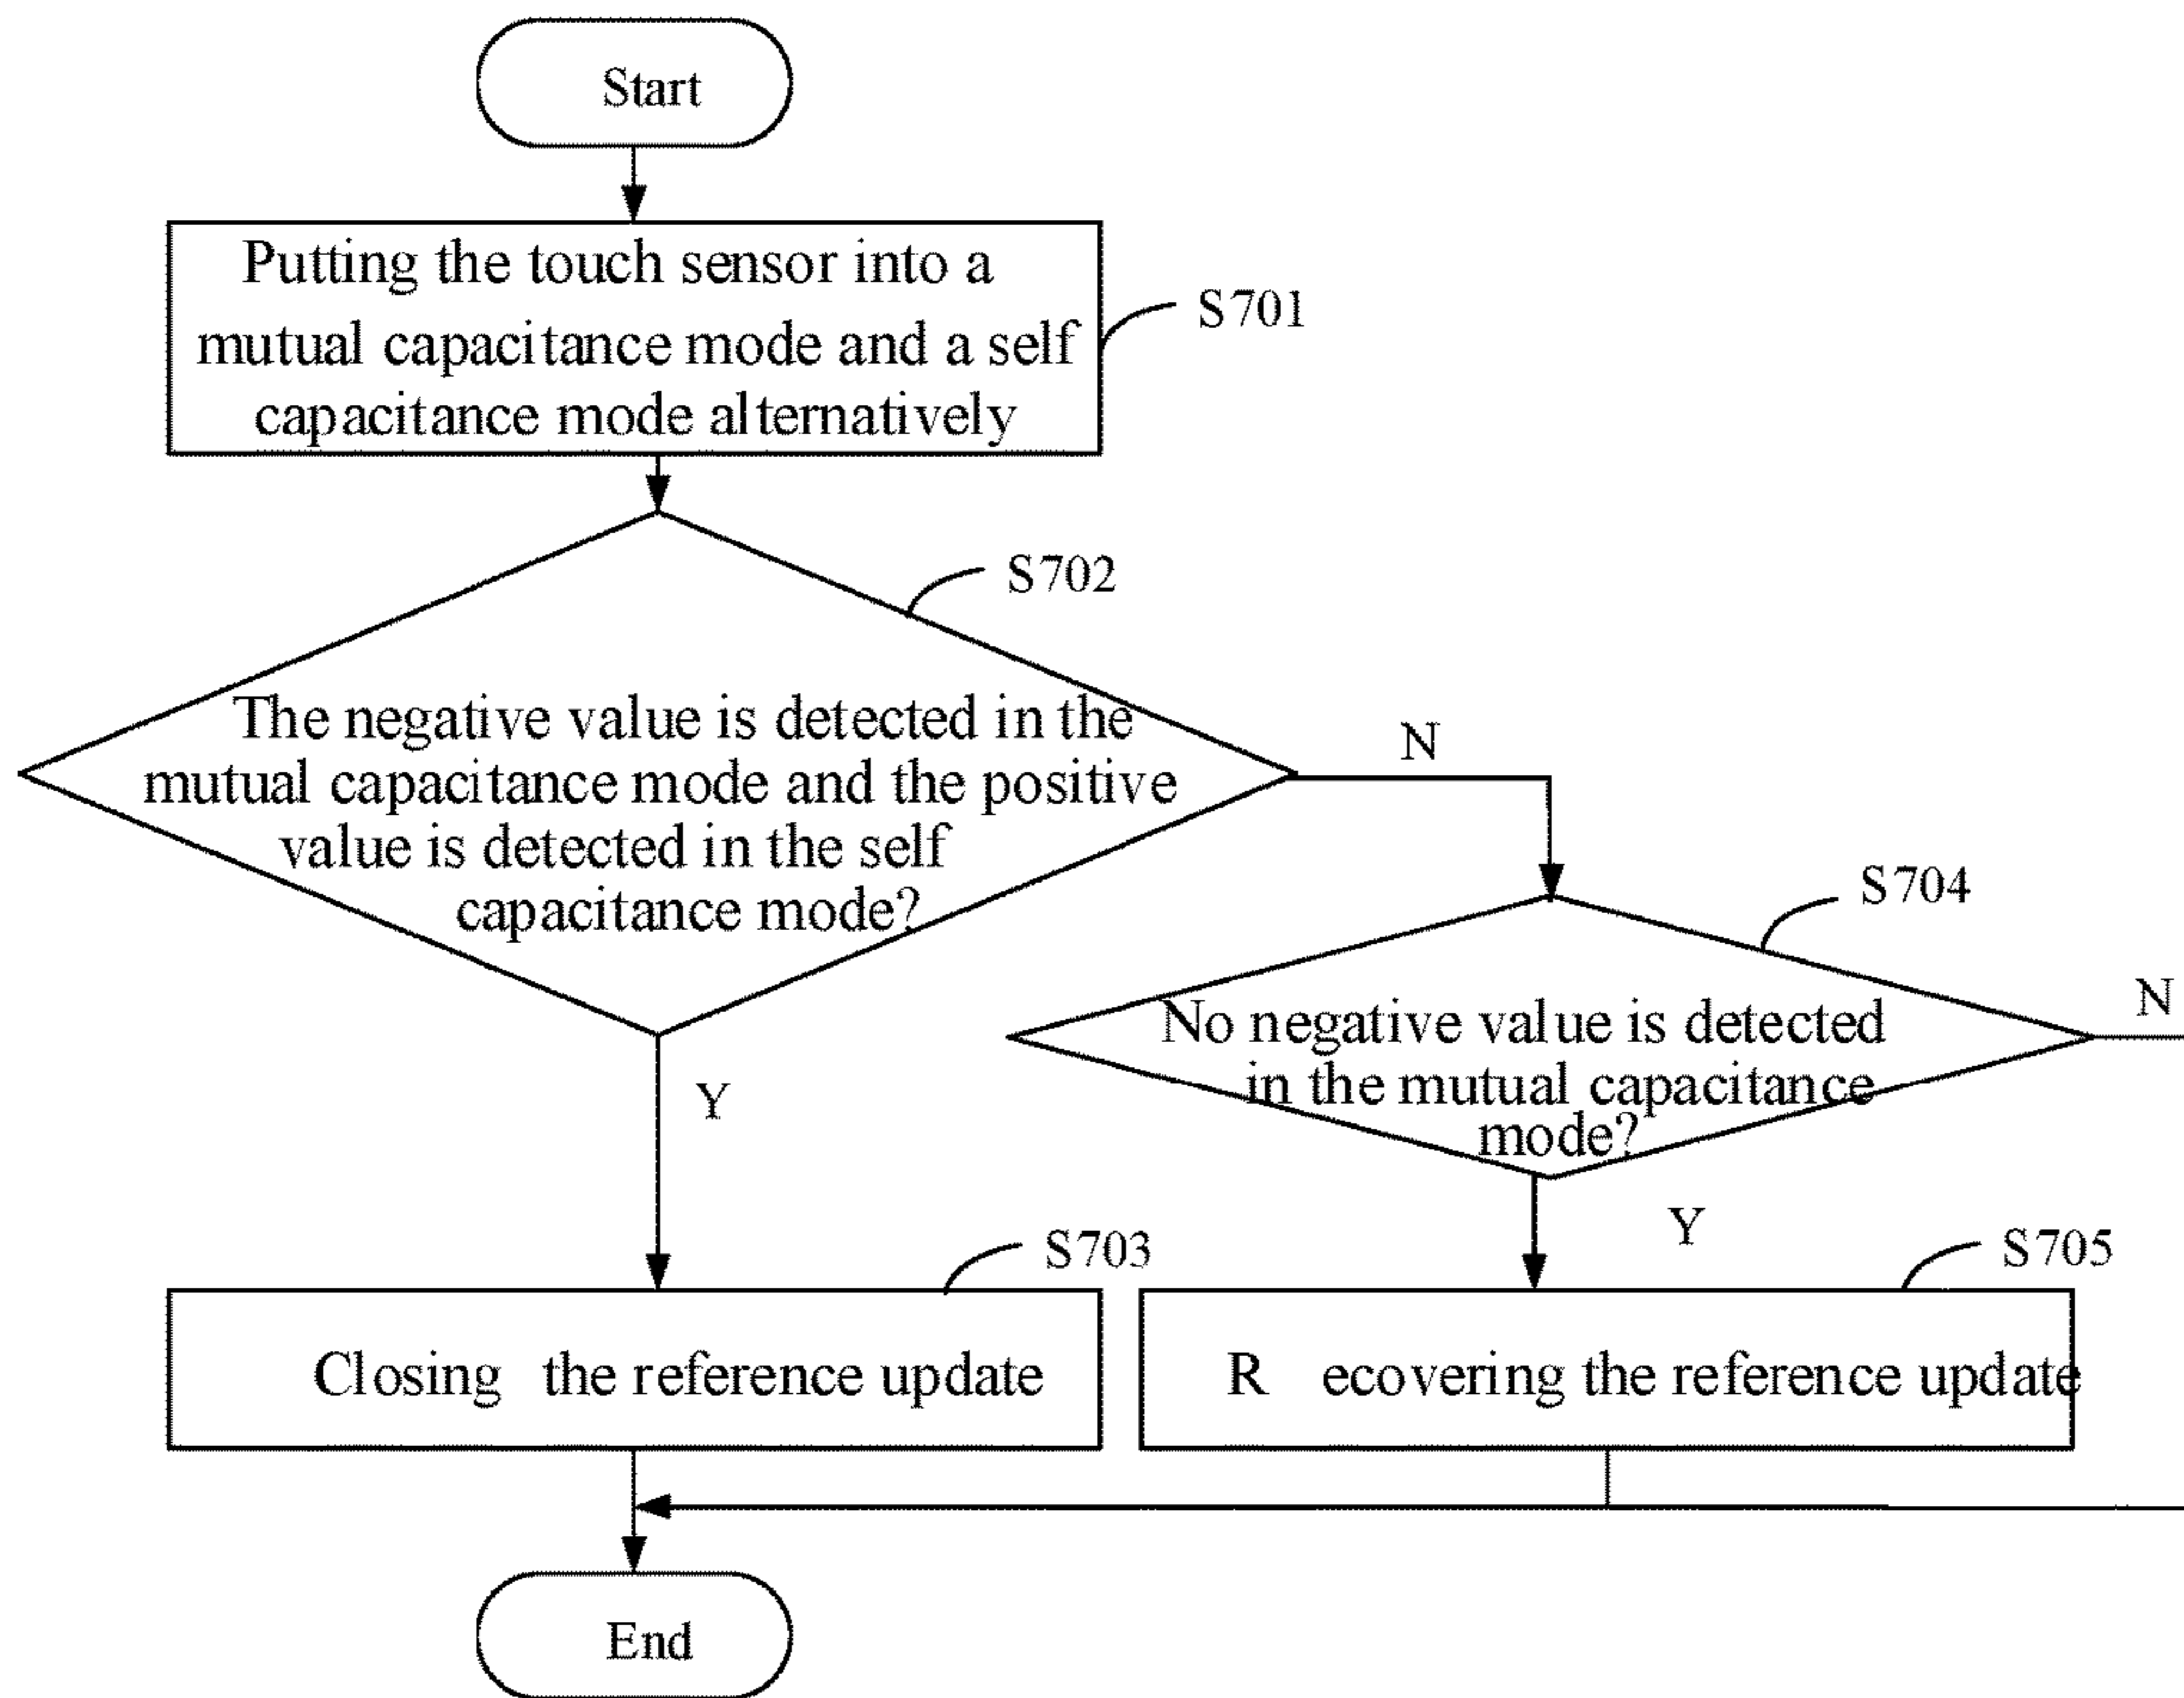 Start
Putting the touch sensor into a
mutual capacitance mode and a self
capacitance mode alternatively
S701
S702
The negative value is detected in the
mutual capacitance mode and the positive
value is detected in the self
capacitance mode?
N
Y
S704
No negative value is detected
in the mutual capacitance
mode?
N
Y
S703
Closing the reference update
S705
R ecovering the reference update
End